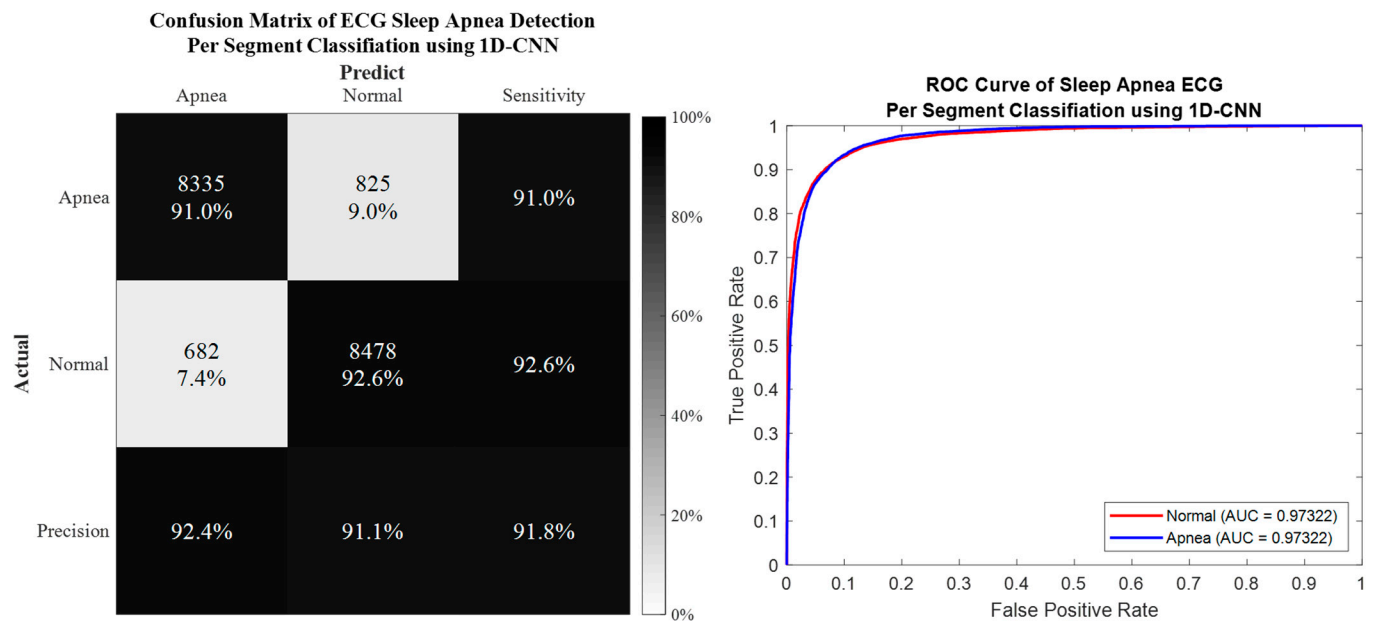 Confusion Matrix of ECG Sleep Apnea Detection
Per Segment Classifiation using 1D-CNN
Predict
Apnea Normal Sensitivity
Actual
Apnea
8335 825
91.0% 9.0% 91.0%
Normal
682 8478
7.4% 92.6% 92.6%
Precision 92.4% 91.1% 91.8%
100%
80%
60%
40%
20%
0%
ROC Curve of Sleep Apnea ECG
Per Segment Classifiation using 1D-CNN
True Positive Rate
1
0.9
0.8
0.7
0.6
0.5
0.4
0.3
0.2
0.1
0
Normal (AUC = 0.97322)
Apnea (AUC = 0.97322)
0 0.1 0.2 0.3 0.4 0.5 0.6 0.7 0.8 0.9 1
False Positive Rate